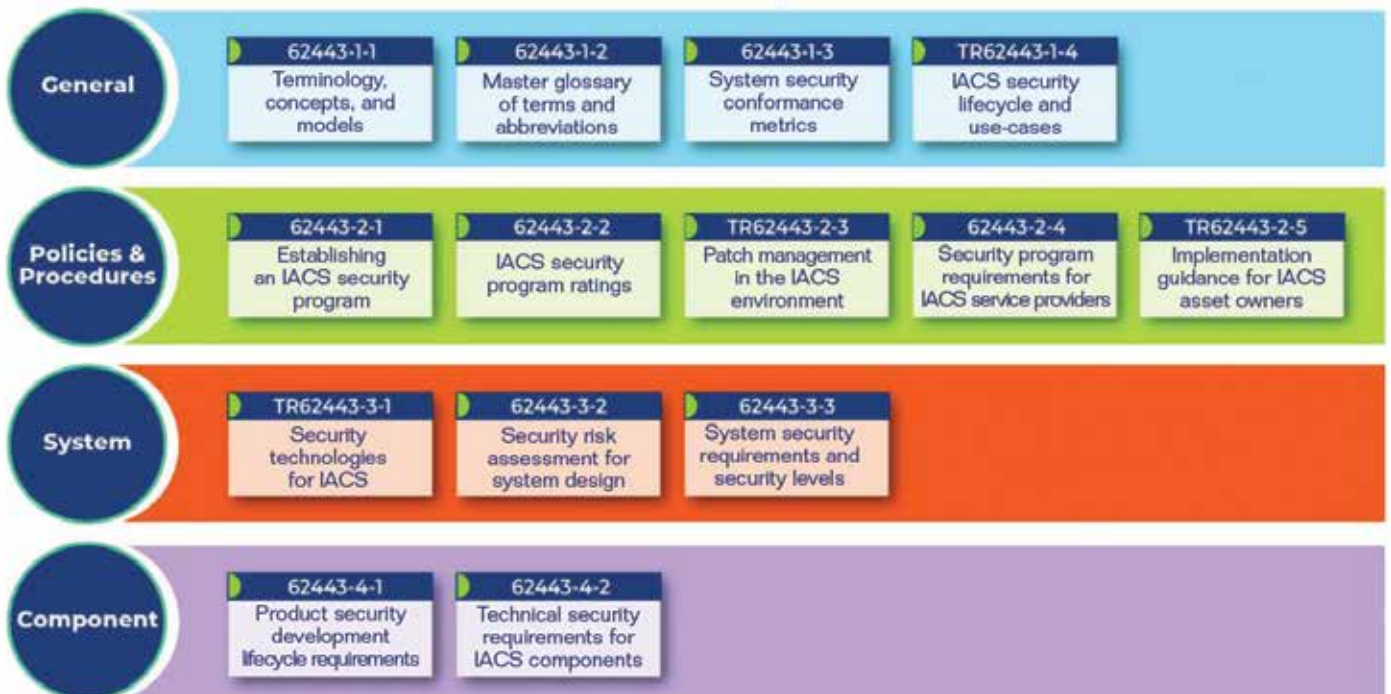 General
62443-1-1
Terminology,
concepts, and
models
62443-1-2
Master glossary
of terms and
abbreviations
62443-1-3
System security
conformance
metrics
TR62443-1-4
IACS security
lifecycle and
use-cases
Policies &
Procedures
62443-2-1
Establishing
an IACS security
program
62443-2-2
IACS security
program ratings
TR62443-2-3
Patch management
in the IACS
environment
62443-2-4
Security program
requirements for
IACS service providers
TR62443-2-5
Implementation
guidance for IACS
asset owners
System
TR62443-3-1
Security
technologies
for IACS
62443-3-2
Security risk
assessment for
system design
62443-3-3
System security
requirements and
security levels
Component
62443-4-1
Product security
development
lifecycle requirements
62443-4-2
Technical security
requirements for
IACS components